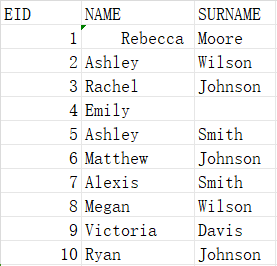 EID NAME SURNAME
1 Rebecca Moore
2 Ashley Wilson
3 Rachel Johnson
4 Emily
5 Ashley Smith
6 Matthew Johnson
7 Alexis Smith
8 Megan Wilson
9 Victoria Davis
10 Ryan Johnson